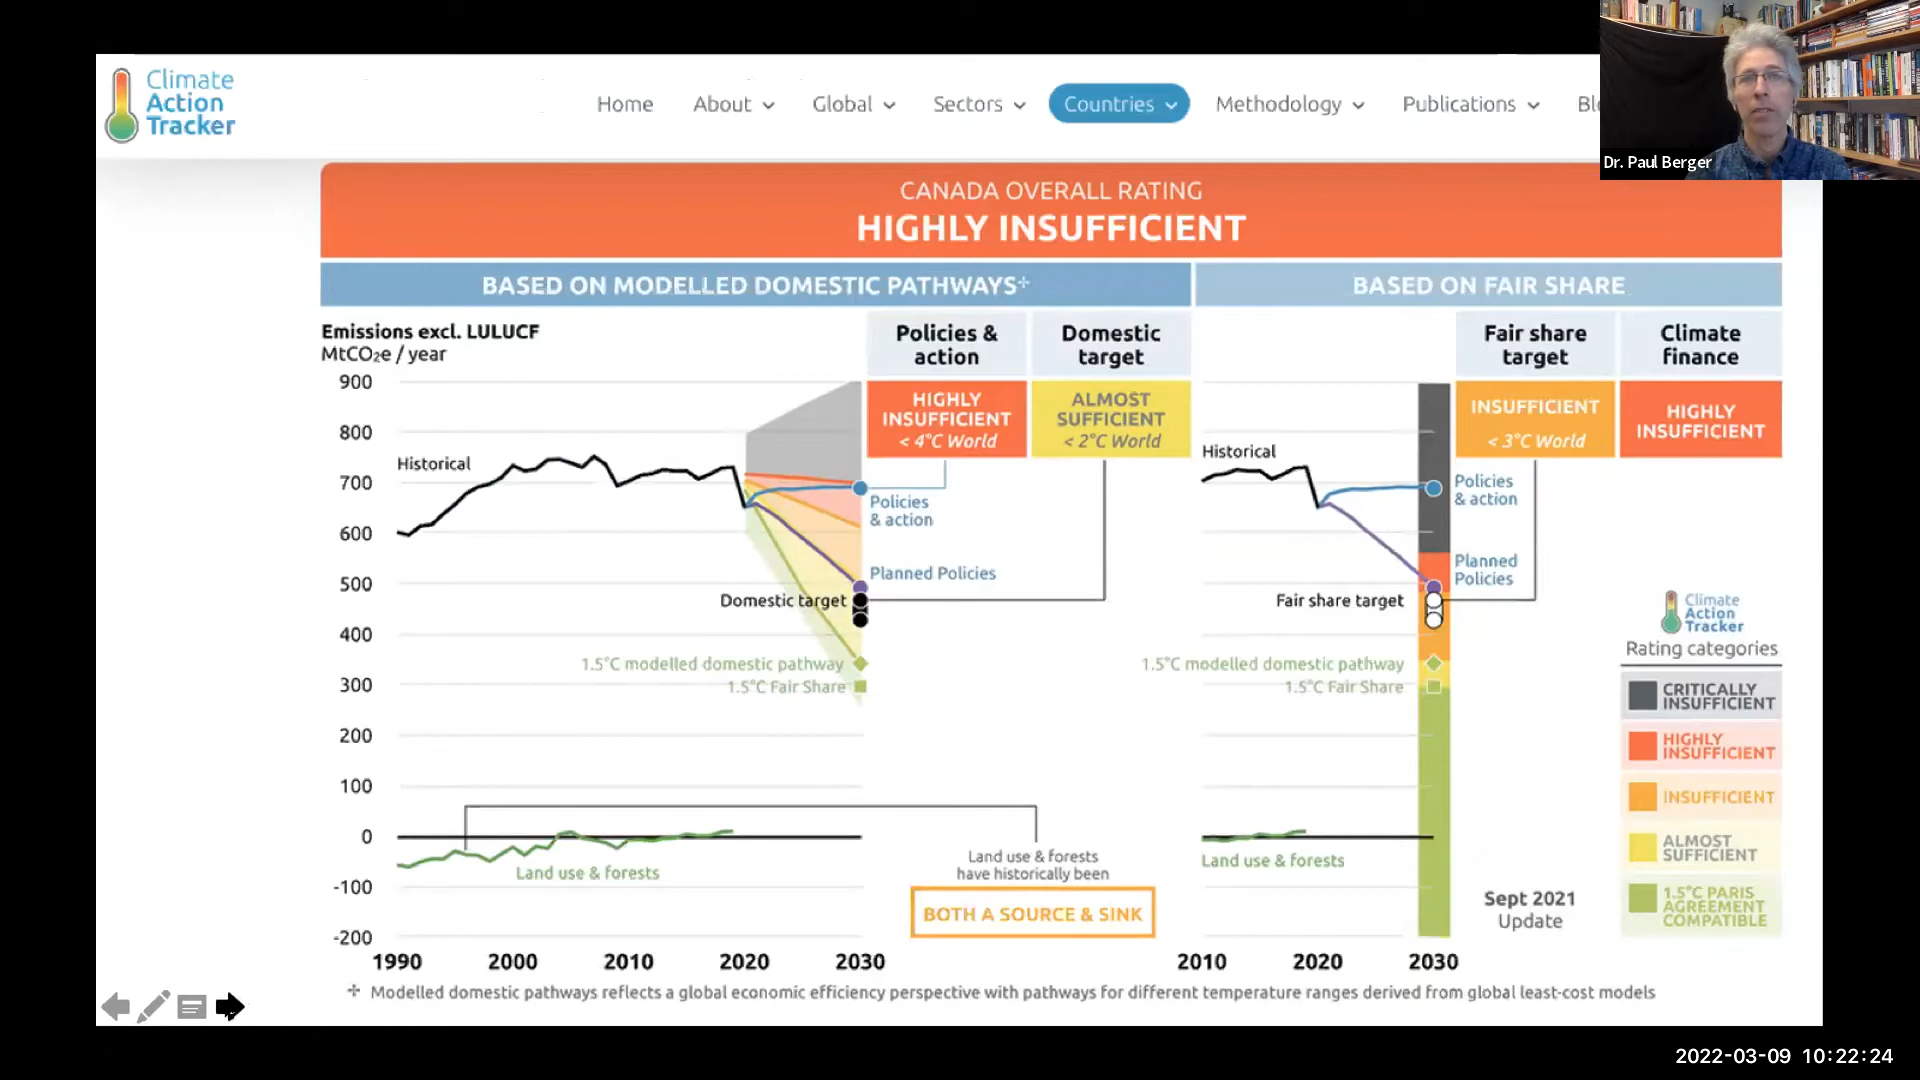 Climate
Action
Tracker
Home
About
Global
Sectors
Countries
Methodology
Publications
Dr. Paul Berger
CANADA OVERALL RATING
HIGHLY INSUFFICIENT
BASED ON MODELLED DOMESTIC PATHWAYS✢
BASED ON FAIR SHARE
Emissions excl. LULUCF
MtCO₂e / year
Policies &
action
Domestic
target
Fair share
target
Climate
finance
HIGHLY
INSUFFICIENT
< 4°C World
ALMOST
SUFFICIENT
< 2°C World
INSUFFICIENT
< 3°C World
HIGHLY
INSUFFICIENT
900
800
700
600
500
400
300
200
100
0
-100
-200
Historical
Policies
& action
Planned Policies
Domestic target
1.5°C modelled domestic pathway
1.5°C Fair Share
Land use & forests
Land use & forests
have historically been
BOTH A SOURCE & SINK
1990
2000
2010
2020
2030
Historical
Policies
& action
Planned
Policies
Fair share target
1.5°C modelled domestic pathway
1.5°C Fair Share
Land use & forests
2010
2020
2030
Sept 2021
Update
Climate
Action
Tracker
Rating categories
CRITICALLY
INSUFFICIENT
HIGHLY
INSUFFICIENT
INSUFFICIENT
ALMOST
SUFFICIENT
1.5°C PARIS
AGREEMENT
COMPATIBLE
✢ Modelled domestic pathways reflects a global economic efficiency perspective with pathways for different temperature ranges derived from global least-cost models
2022-03-09 10:22:24